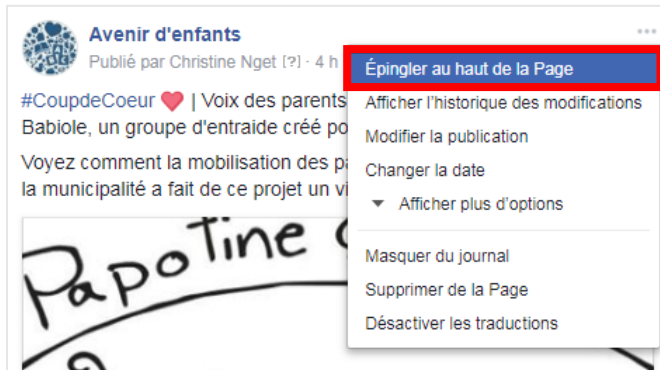 Avenir d'enfants
Publié par Christine Nget [?] · 4 h
#CoupdeCoeur ❤ | Voix des parents
Babiole, un groupe d'entraide créé po
Voyez comment la mobilisation des pa
la municipalité a fait de ce projet un vi
Papotine
Épingler au haut de la Page
Afficher l'historique des modifications
Modifier la publication
Changer la date
Afficher plus d'options
Masquer du journal
Supprimer de la Page
Désactiver les traductions